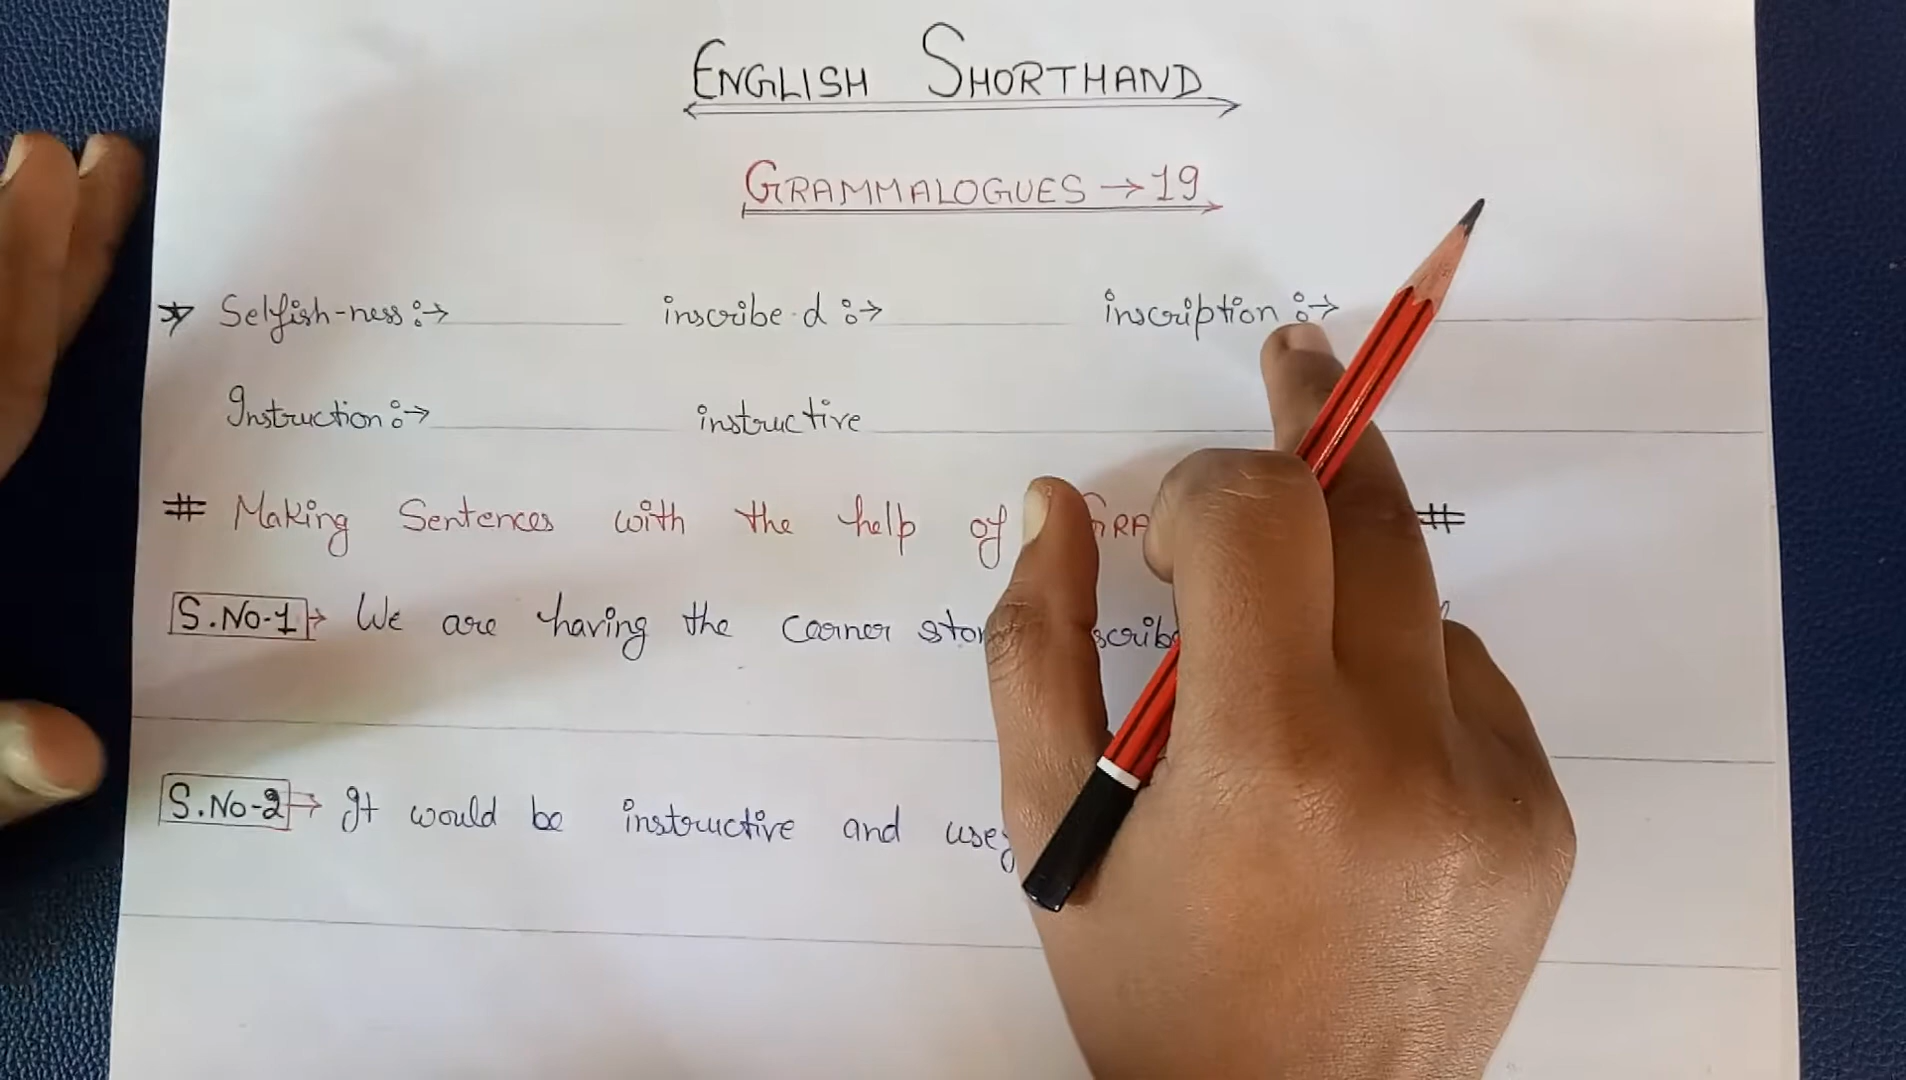 ENGLISH SHORTHAND
GRAMMALOGUES → 19
Selfish-ness :→ inscribe-d :→ inscription :→
Instruction :→ instructive
# Making Sentences with the help of #
S.No-1 → We are having the corner
S.No-2 → It would be instructive and